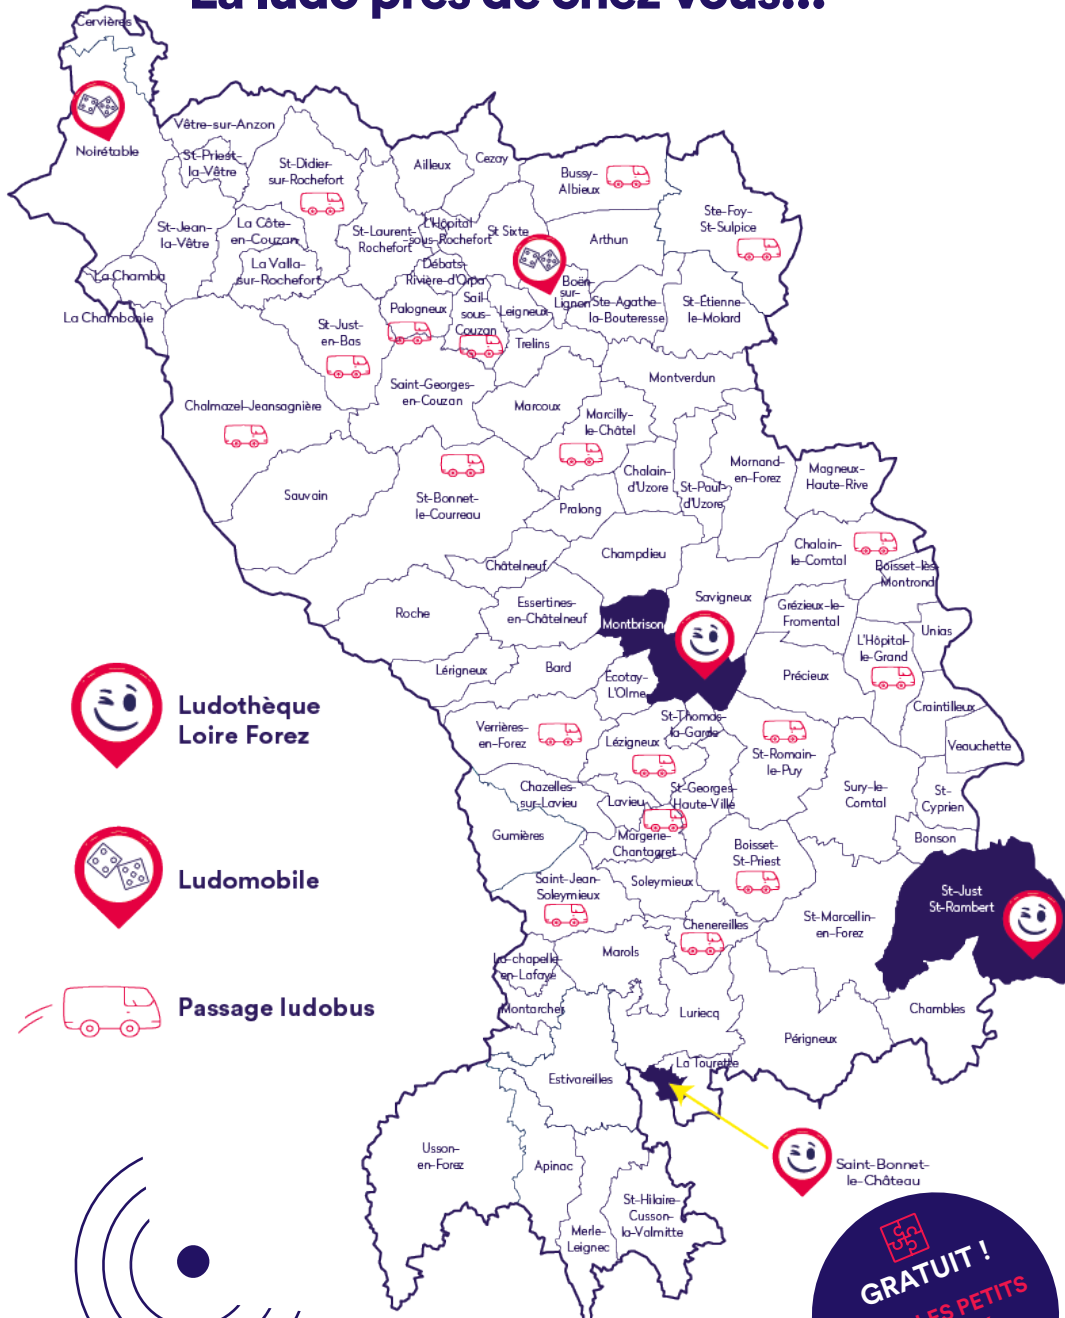 La ludo près de chez vous...
Cervières
Noirétable
Vêtre-sur-Anzon
St-Priest-
la-Vêtre
St-Didier-
sur-Rochefort
Ailleux
Cezay
Bussy-
Albieux
Ste-Foy-
St-Sulpice
St-Jean-
la-Vêtre
La Côte-
en-Couzan
St-Laurent-
Rochefort
L'Hôpital
-sous-Rochefort
St Sixte
Arthun
La Valla-
sur-Rochefort
Débats-
Rivière-d'Orpa
Boën-
sur-
Lignon
La Chamba
La Chambonie
Palogneux
Sail-
sous-
Couzan
Leigneux
Ste-Agathe-
la-Bouteresse
St-Étienne-
le-Molard
St-Just-
en-Bas
Trelins
Saint-Georges-
en-Couzan
Montverdun
Chalmazel-Jeansagnière
Marcoux
Marcilly-
le-Châtel
Sauvain
St-Bonnet-
le-Courreau
Chalain-
d'Uzore
St-Paul-
d'Uzore
Mornand-
en-Forez
Magneux-
Haute-Rive
Pralong
Champdieu
Châtelneuf
Chalain-
le-Comtal
Boisset-lès-
Montrond
Roche
Essertines-
en-Châtelneuf
Montbrison
Savigneux
Grézieux-le-
Fromental
L'Hôpital-
le-Grand
Unias
Lérigneux
Bard
Ecotay-
L'Olme
Précieux
Craintilleux
Veauchette
Verrières-
en-Forez
Lézigneux
St-Thomas-
la-Garde
St-Romain-
le-Puy
Chazelles-
sur-Lavieu
Lavieu
St-Georges-
Haute-Ville
Sury-le-
Comtal
St-
Cyprien
Gumières
Margerie-
Chantagret
Boisset-
St-Priest
Bonson
Saint-Jean-
Soleymieux
Soleymieux
St-Just
St-Rambert
Chenereilles
St-Marcellin-
en-Forez
La-chapelle-
en-Lafaye
Marols
Montarcher
Luriecq
Périgneux
Chambles
Estivareilles
La Tourette
Usson-
en-Forez
Apinac
St-Hilaire-
Cusson-
la-Valmitte
Merle-
Leignec
Saint-Bonnet-
le-Château
Ludothèque
Loire Forez
Ludomobile
Passage ludobus
GRATUIT !
LES PETITS